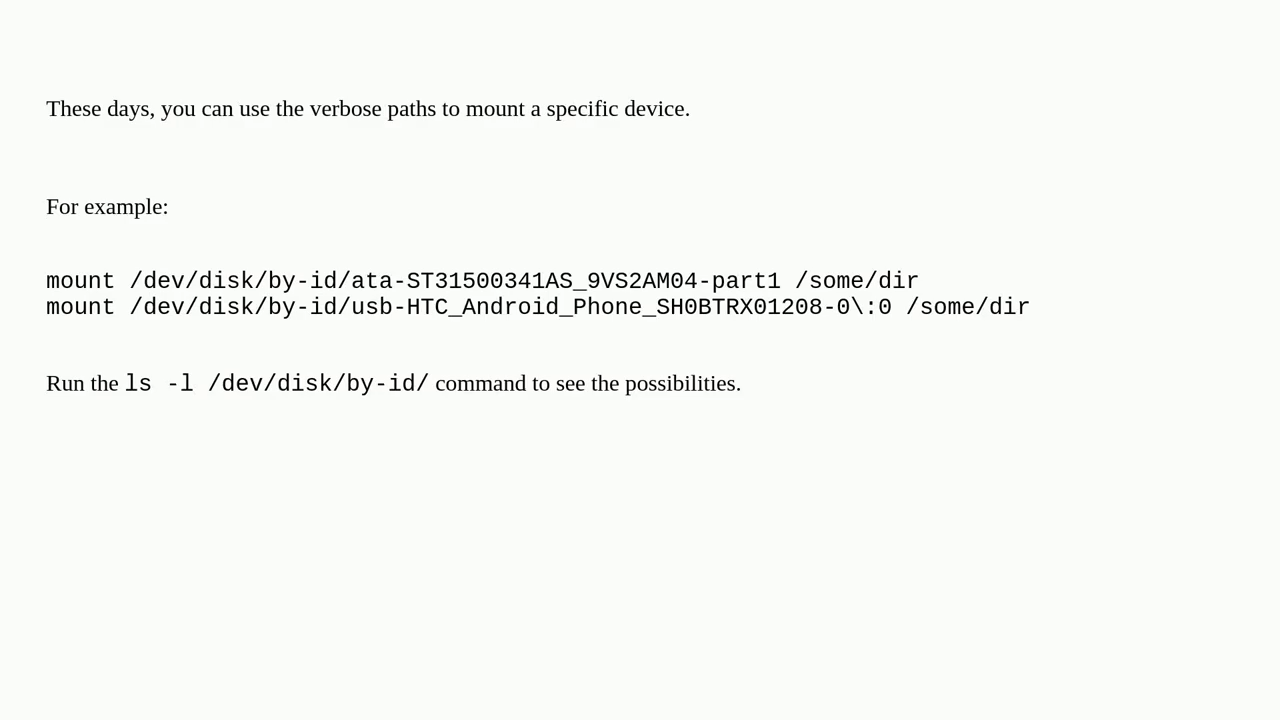 These days, you can use the verbose paths to mount a specific device.
For example:
mount /dev/disk/by-id/ata-ST31500341AS_9VS2AM04-part1 /some/dir
mount /dev/disk/by-id/usb-HTC_Android_Phone_SH0BTRX01208-0\:0 /some/dir
Run the ls -l /dev/disk/by-id/ command to see the possibilities.